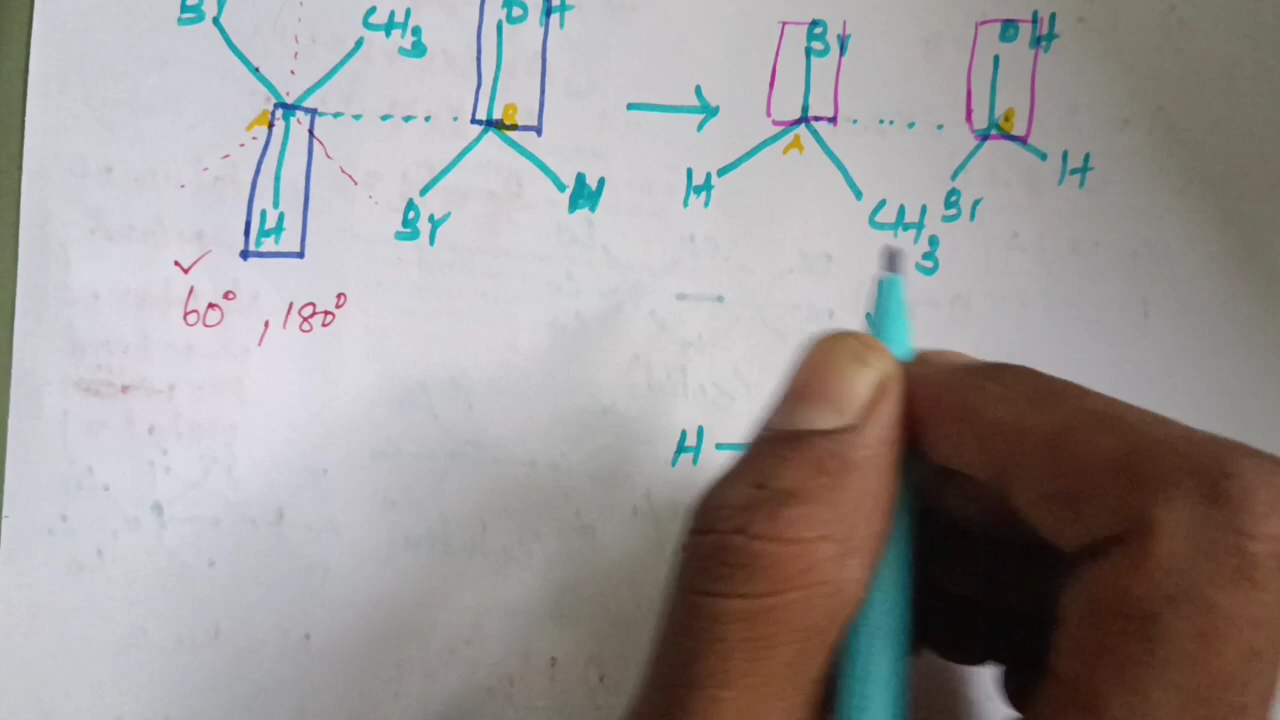 Br CH3 OH Br OH
A B A B
H Br H H CH3 Br H
60°, 180°
H